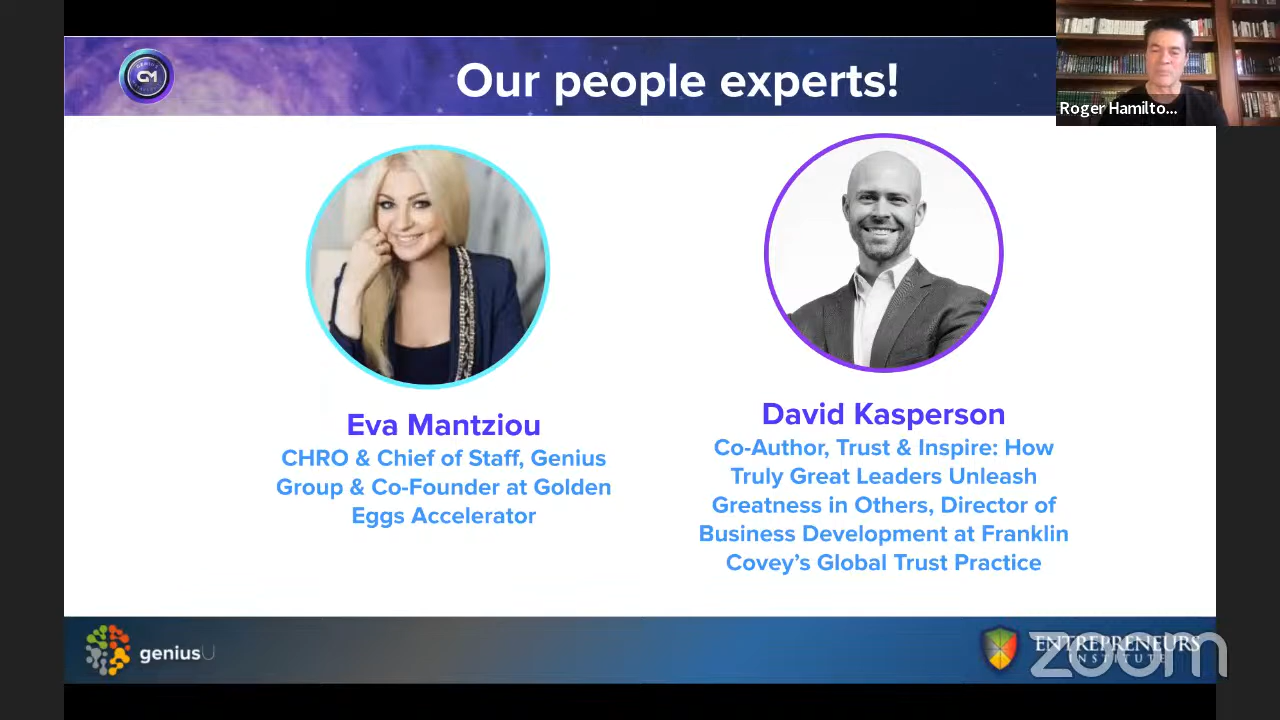 Our people experts!
Roger Hamilto...
GM
Eva Mantziou
CHRO & Chief of Staff, Genius
Group & Co-Founder at Golden
Eggs Accelerator
David Kasperson
Co-Author, Trust & Inspire: How
Truly Great Leaders Unleash
Greatness in Others, Director of
Business Development at Franklin
Covey's Global Trust Practice
geniusU
ENTREPRENEURS
INSTITUTE
zoom